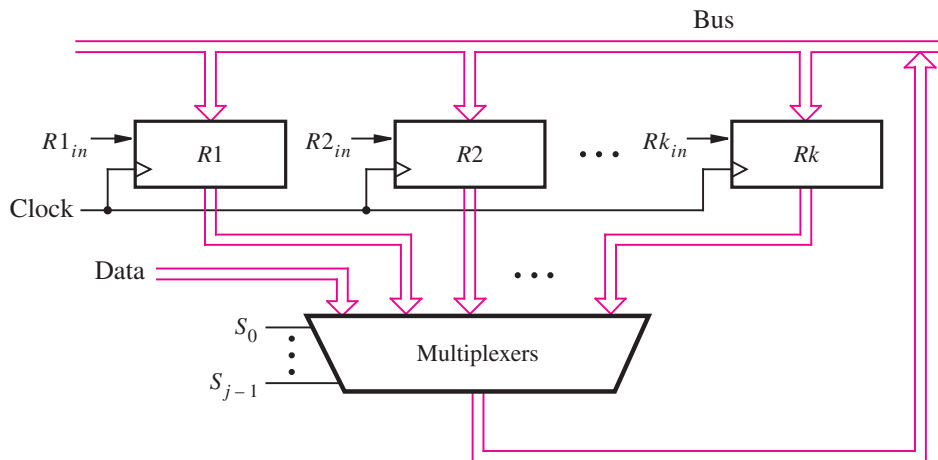 Bus
R1in
R1
R2in
R2
• • •
Rkin
Rk
Clock
Data
• • •
S0
Multiplexers
Sj – 1